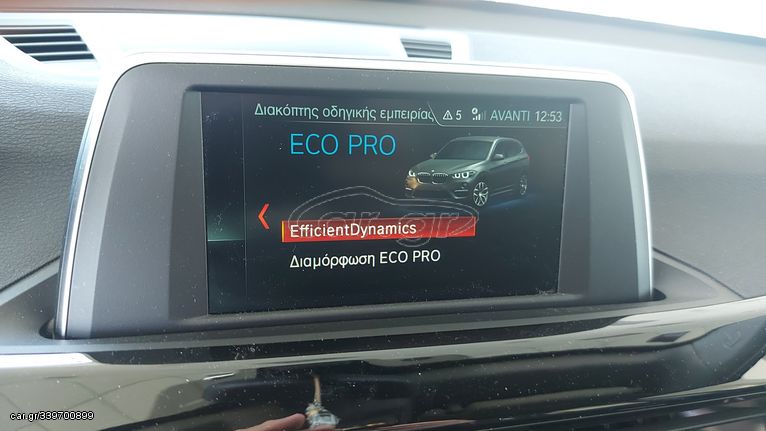 Διακόπτης οδηγικής εμπειρίας 5 AVANTI 12:53
ECO PRO
car.gr
EfficientDynamics
Διαμόρφωση ECO PRO
car.gr/339700899